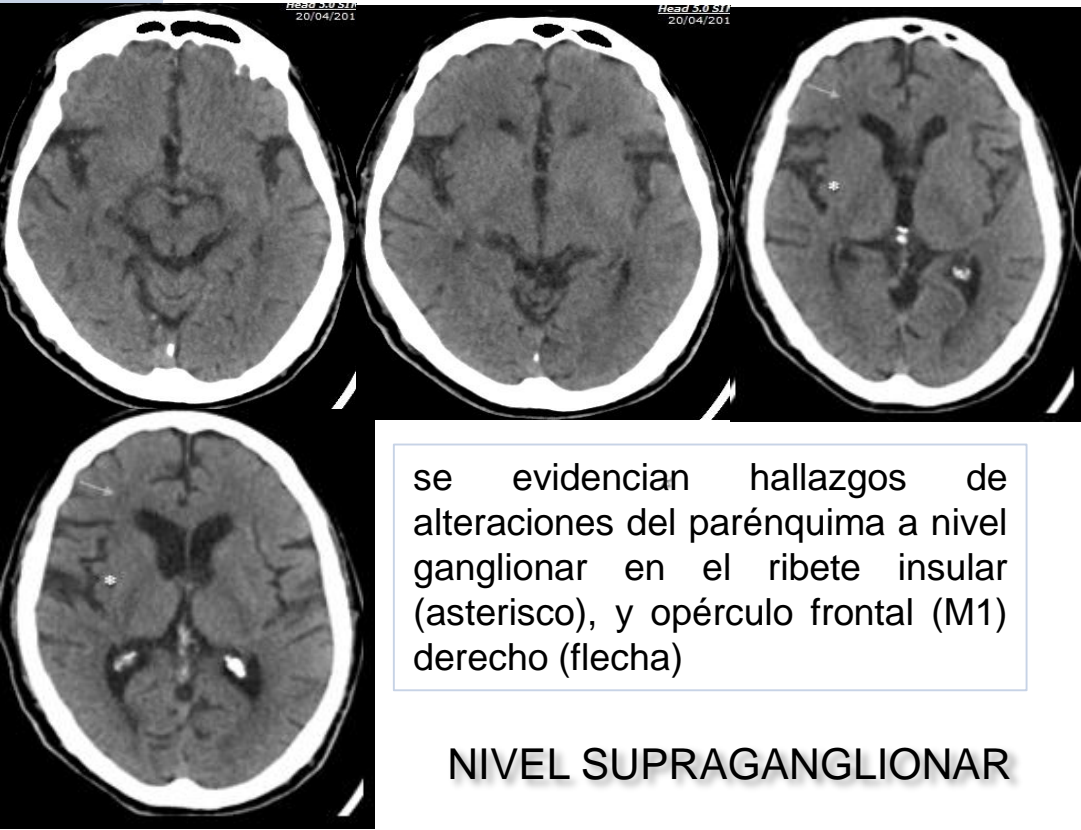 Head 5.0 SIT
20/04/201
Head 5.0 SIT
20/04/201
*
*
se evidencian hallazgos de
alteraciones del parénquima a nivel
ganglionar en el ribete insular
(asterisco), y opérculo frontal (M1)
derecho (flecha)
NIVEL SUPRAGANGLIONAR